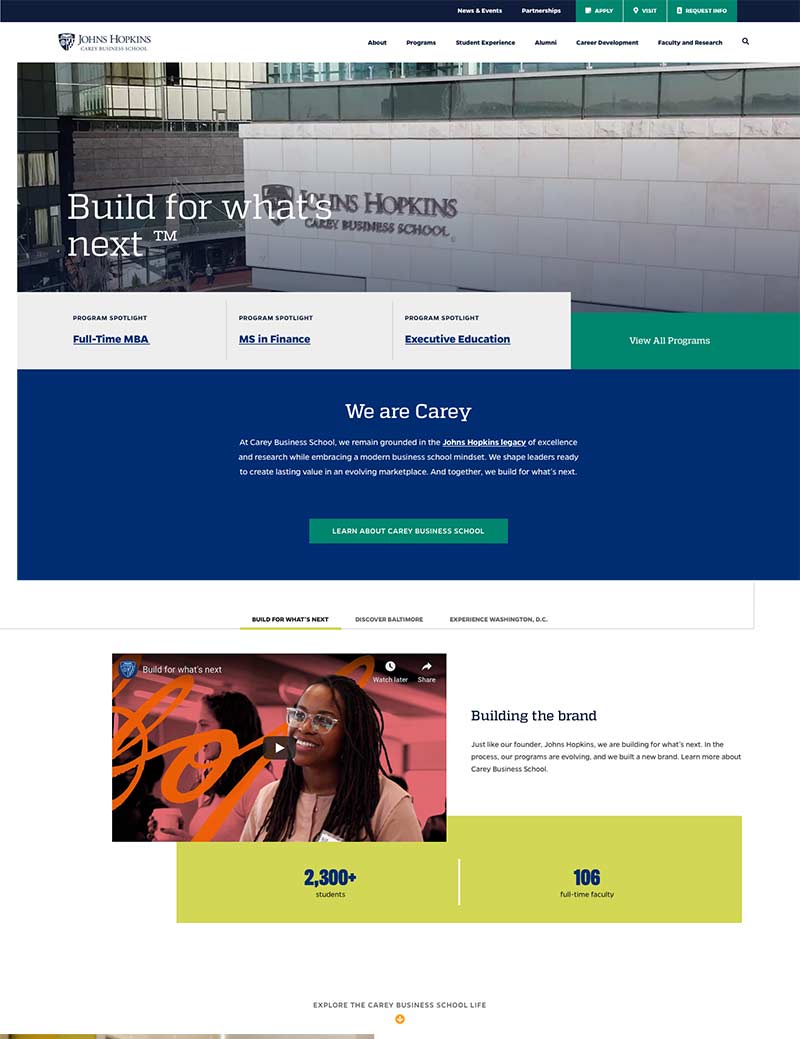 News & Events
Partnerships
APPLY
VISIT
REQUEST INFO
JOHNS HOPKINS
CAREY BUSINESS SCHOOL
About
Programs
Student Experience
Alumni
Career Development
Faculty and Research
Build for what's
next ™
JOHNS HOPKINS
CAREY BUSINESS SCHOOL
PROGRAM SPOTLIGHT
Full-Time MBA
PROGRAM SPOTLIGHT
MS in Finance
PROGRAM SPOTLIGHT
Executive Education
View All Programs
We are Carey
At Carey Business School, we remain grounded in the Johns Hopkins legacy of excellence
and research while embracing a modern business school mindset. We shape leaders ready
to create lasting value in an evolving marketplace. And together, we build for what's next.
LEARN ABOUT CAREY BUSINESS SCHOOL
BUILD FOR WHAT'S NEXT
DISCOVER BALTIMORE
EXPERIENCE WASHINGTON, D.C.
Build for what's next
Watch later
Share
Building the brand
Just like our founder, Johns Hopkins, we are building for what's next. In the
process, our programs are evolving, and we built a new brand. Learn more about
Carey Business School.
2,300+
students
106
full-time faculty
EXPLORE THE CAREY BUSINESS SCHOOL LIFE